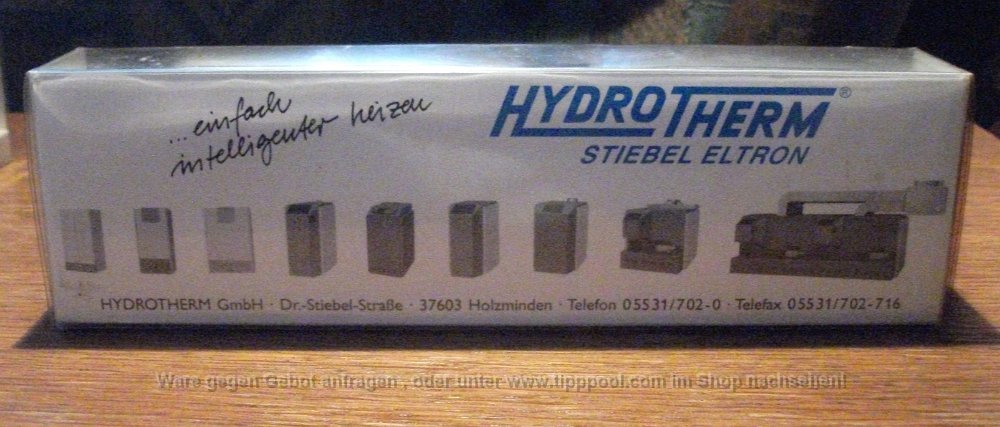 ...einfach
intelligenter heizen
HYDROTHERM®
STIEBEL ELTRON
HYDROTHERM GmbH · Dr.-Stiebel-Straße · 37603 Holzminden · Telefon 05531/702-0 · Telefax 05531/702-716
Ware gegen Gebot anfragen , oder unter www.tipppool.com im Shop nachsehen!